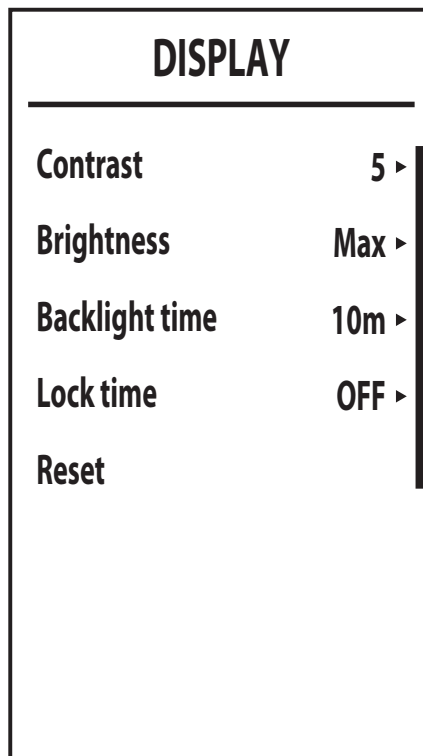 DISPLAY
Contrast 5 ▸
Brightness Max ▸
Backlight time 10m ▸
Lock time OFF ▸
Reset